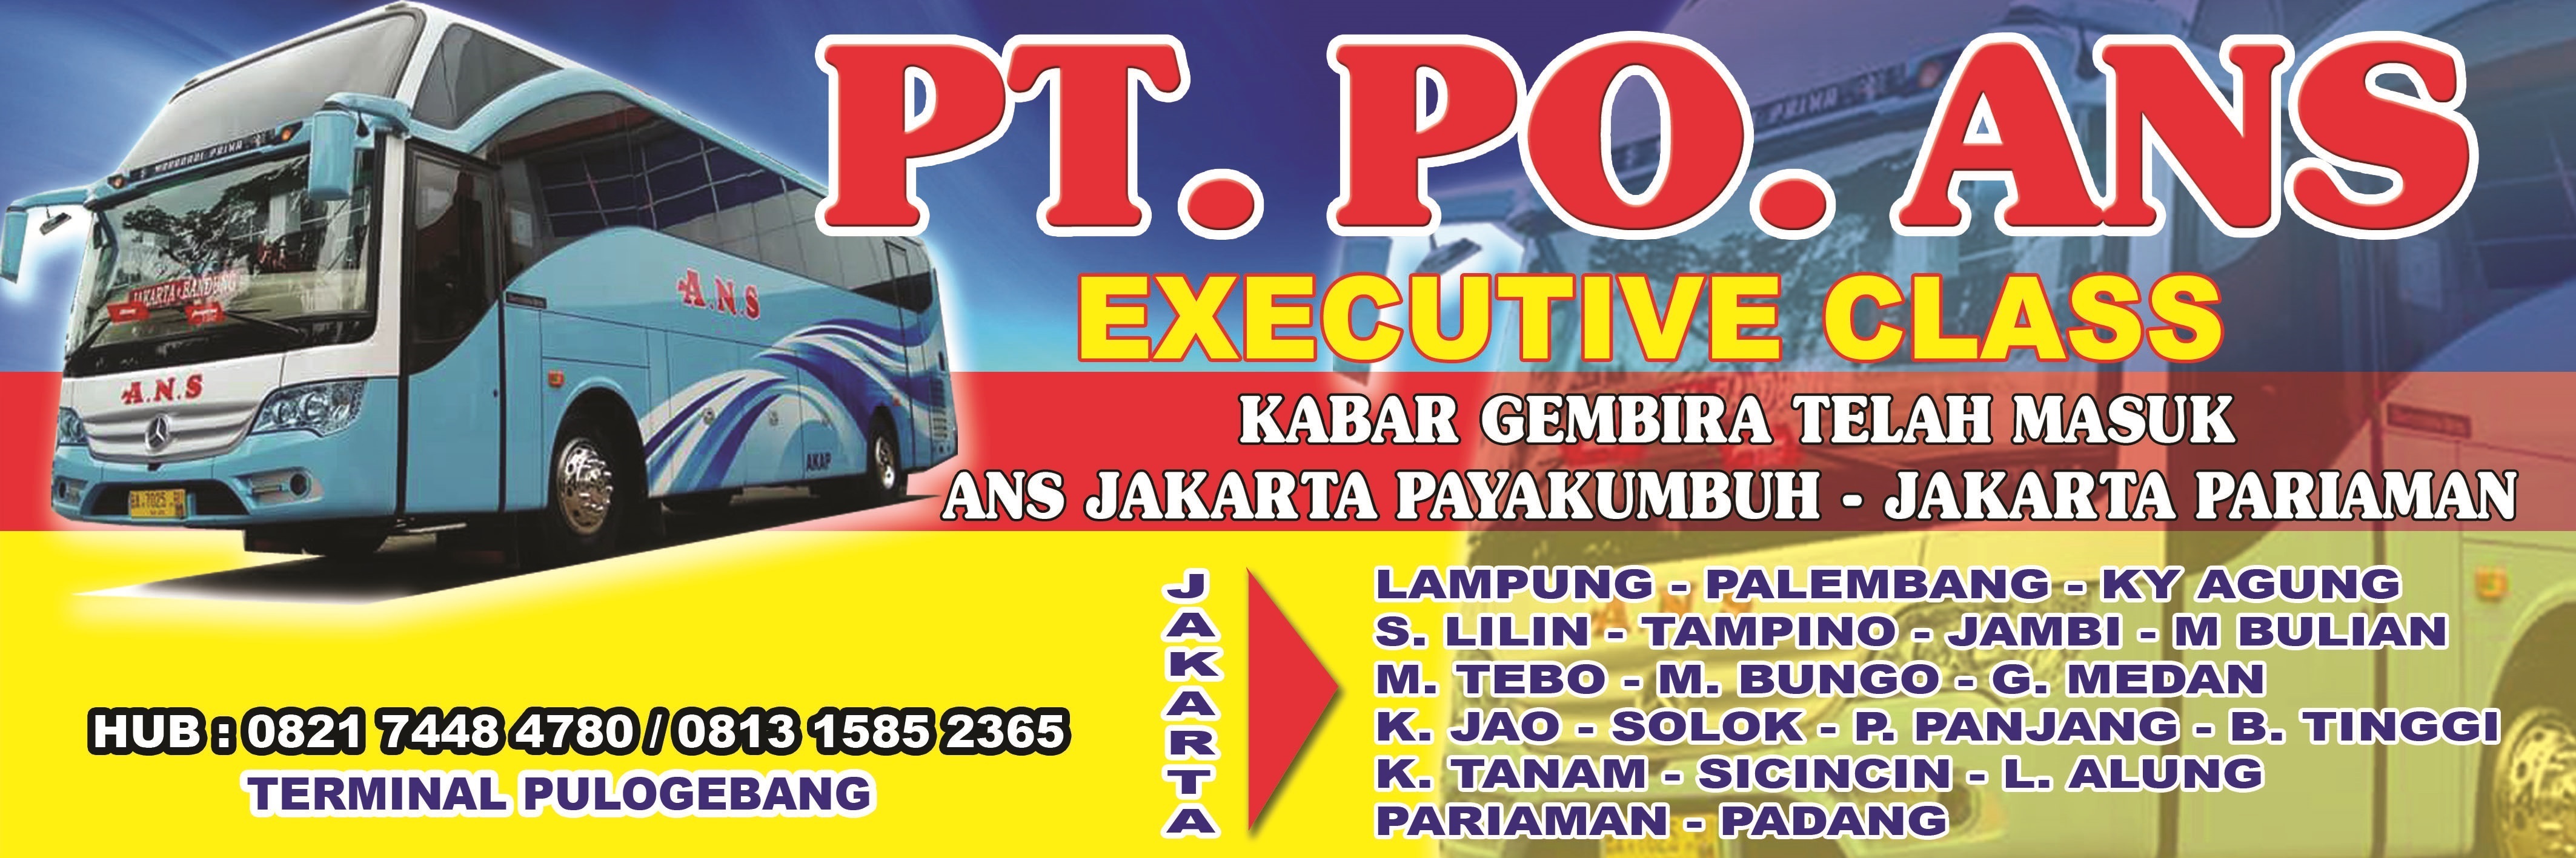 PT. PO. ANS
EXECUTIVE CLASS
KABAR GEMBIRA TELAH MASUK
ANS JAKARTA PAYAKUMBUH - JAKARTA PARIAMAN
JAKARTA
LAMPUNG - PALEMBANG - KY AGUNG
S. LILIN - TAMPINO - JAMBI - M BULIAN
M. TEBO - M. BUNGO - G. MEDAN
K. JAO - SOLOK - P. PANJANG - B. TINGGI
K. TANAM - SICINCIN - L. ALUNG
PARIAMAN - PADANG
HUB : 0821 7448 4780 / 0813 1585 2365
TERMINAL PULOGEBANG
JAKARTA BANDUNG
A.N.S
A.N.S
AKAP